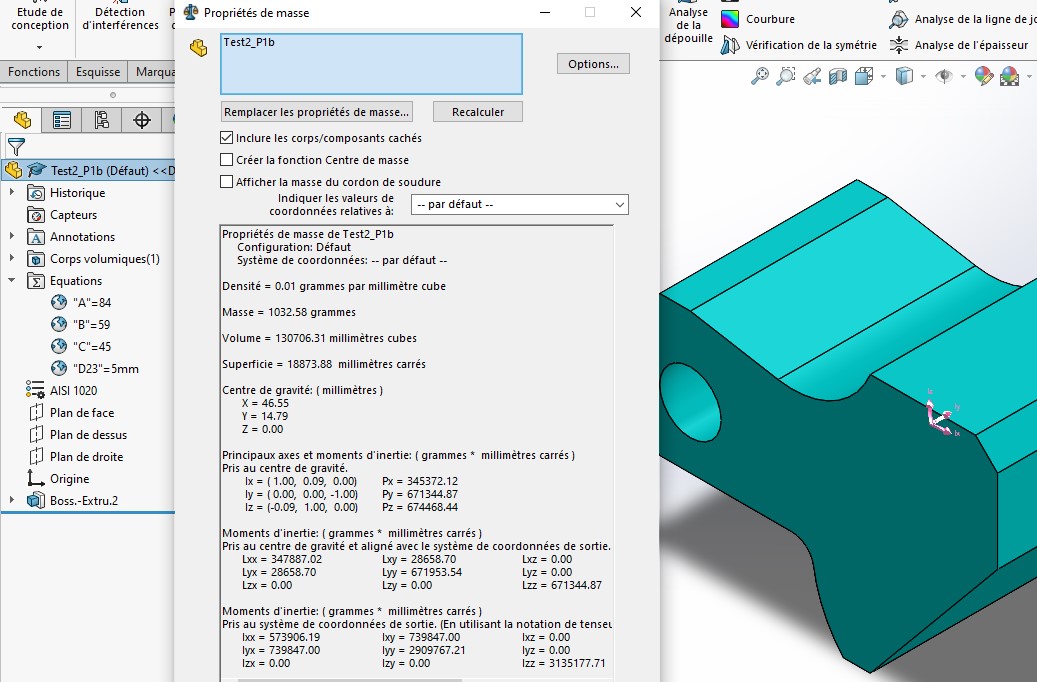 Etude de
conception
Détection
d'interférences
Propriétés de masse
Analyse
de la
dépouille
Courbure
Vérification de la symétrie
Analyse de la ligne de jo
Analyse de l'épaisseur
Fonctions
Esquisse
Marqua
Test2_P1b (Défaut) <<D
Historique
Capteurs
Annotations
Corps volumiques(1)
Equations
"A"=84
"B"=59
"C"=45
"D23"=5mm
AISI 1020
Plan de face
Plan de dessus
Plan de droite
Origine
Boss.-Extru.2
Test2_P1b
Options...
Remplacer les propriétés de masse...
Recalculer
Inclure les corps/composants cachés
Créer la fonction Centre de masse
Afficher la masse du cordon de soudure
Indiquer les valeurs de
coordonnées relatives à:
-- par défaut --
Propriétés de masse de Test2_P1b
Configuration: Défaut
Système de coordonnées: -- par défaut --
Densité = 0.01 grammes par millimètre cube
Masse = 1032.58 grammes
Volume = 130706.31 millimètres cubes
Superficie = 18873.88 millimètres carrés
Centre de gravité: ( millimètres )
X = 46.55
Y = 14.79
Z = 0.00
Principaux axes et moments d'inertie: ( grammes * millimètres carrés )
Pris au centre de gravité.
Ix = ( 1.00, 0.09, 0.00) Px = 345372.12
Iy = ( 0.00, 0.00, -1.00) Py = 671344.87
Iz = (-0.09, 1.00, 0.00) Pz = 674468.44
Moments d'inertie: ( grammes * millimètres carrés )
Pris au centre de gravité et aligné avec le système de coordonnées de sortie.
Lxx = 347887.02 Lxy = 28658.70 Lxz = 0.00
Lyx = 28658.70 Lyy = 671953.54 Lyz = 0.00
Lzx = 0.00 Lzy = 0.00 Lzz = 671344.87
Moments d'inertie: ( grammes * millimètres carrés )
Pris au système de coordonnées de sortie. (En utilisant la notation de tenseu
Ixx = 573906.19 Ixy = 739847.00 Ixz = 0.00
Iyx = 739847.00 Iyy = 2909767.21 Iyz = 0.00
Izx = 0.00 Izy = 0.00 Izz = 3135177.71